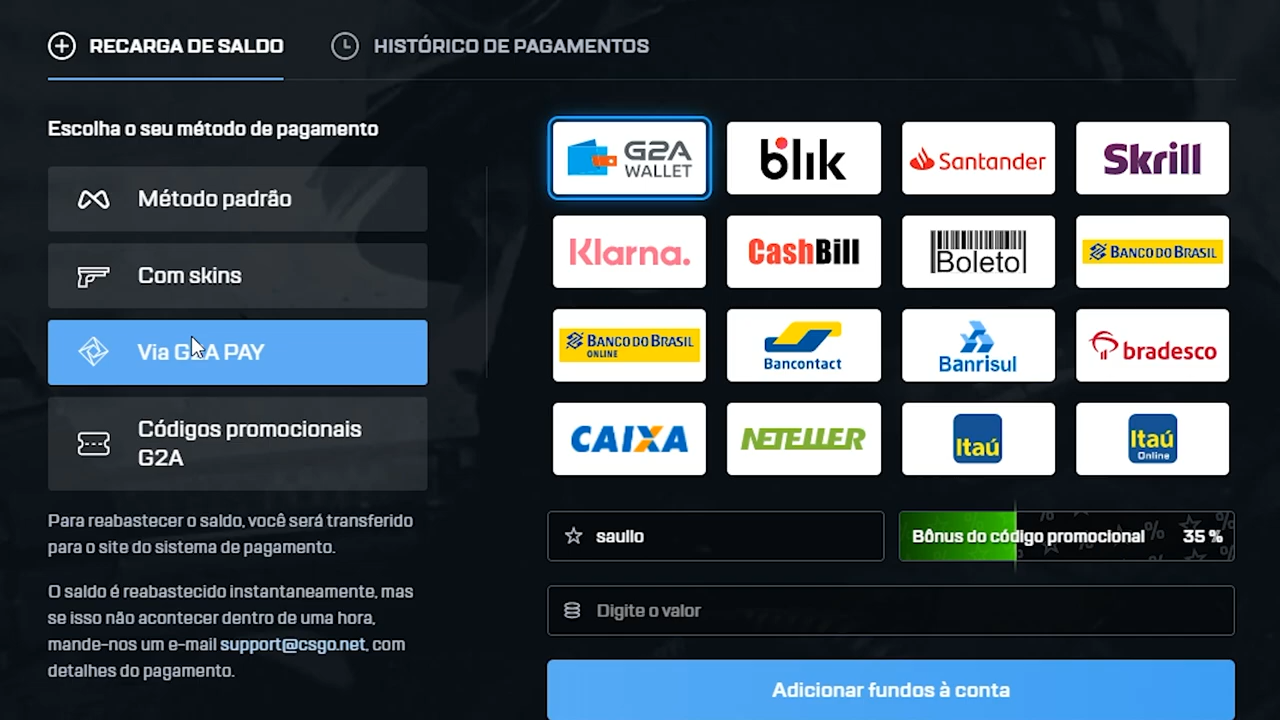 RECARGA DE SALDO
HISTÓRICO DE PAGAMENTOS
Escolha o seu método de pagamento
Método padrão
Com skins
Via G2A PAY
Códigos promocionais
G2A
Para reabastecer o saldo, você será transferido
para o site do sistema de pagamento.
O saldo é reabastecido instantaneamente, mas
se isso não acontecer dentro de uma hora,
mande-nos um e-mail support@csgo.net, com
detalhes do pagamento.
G2A
WALLET
blik
Santander
Skrill
Klarna.
CashBill
Boleto
BANCO DO BRASIL
BANCO DO BRASIL
ONLINE
Bancontact
Banrisul
bradesco
CAIXA
NETELLER
Itaú
Itaú
Online
saullo
Bônus do código promocional 35 %
Digite o valor
Adicionar fundos à conta